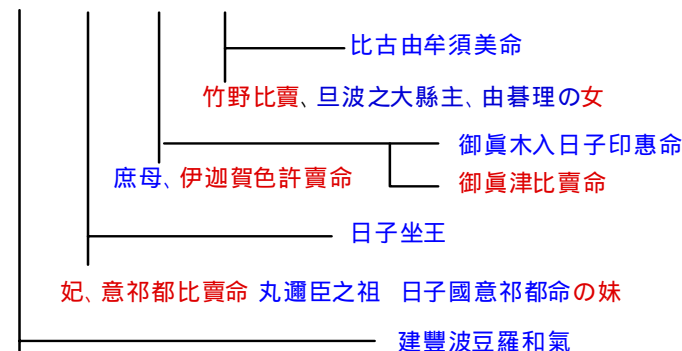 比古由牟須美命
竹野比賣、旦波之大縣主、由碁理の女
御眞木入日子印惠命
庶母、伊迦賀色許賣命
御眞津比賣命
日子坐王
妃、意祁都比賣命 丸邇臣之祖 日子國意祁都命の妹
建豐波豆羅和氣